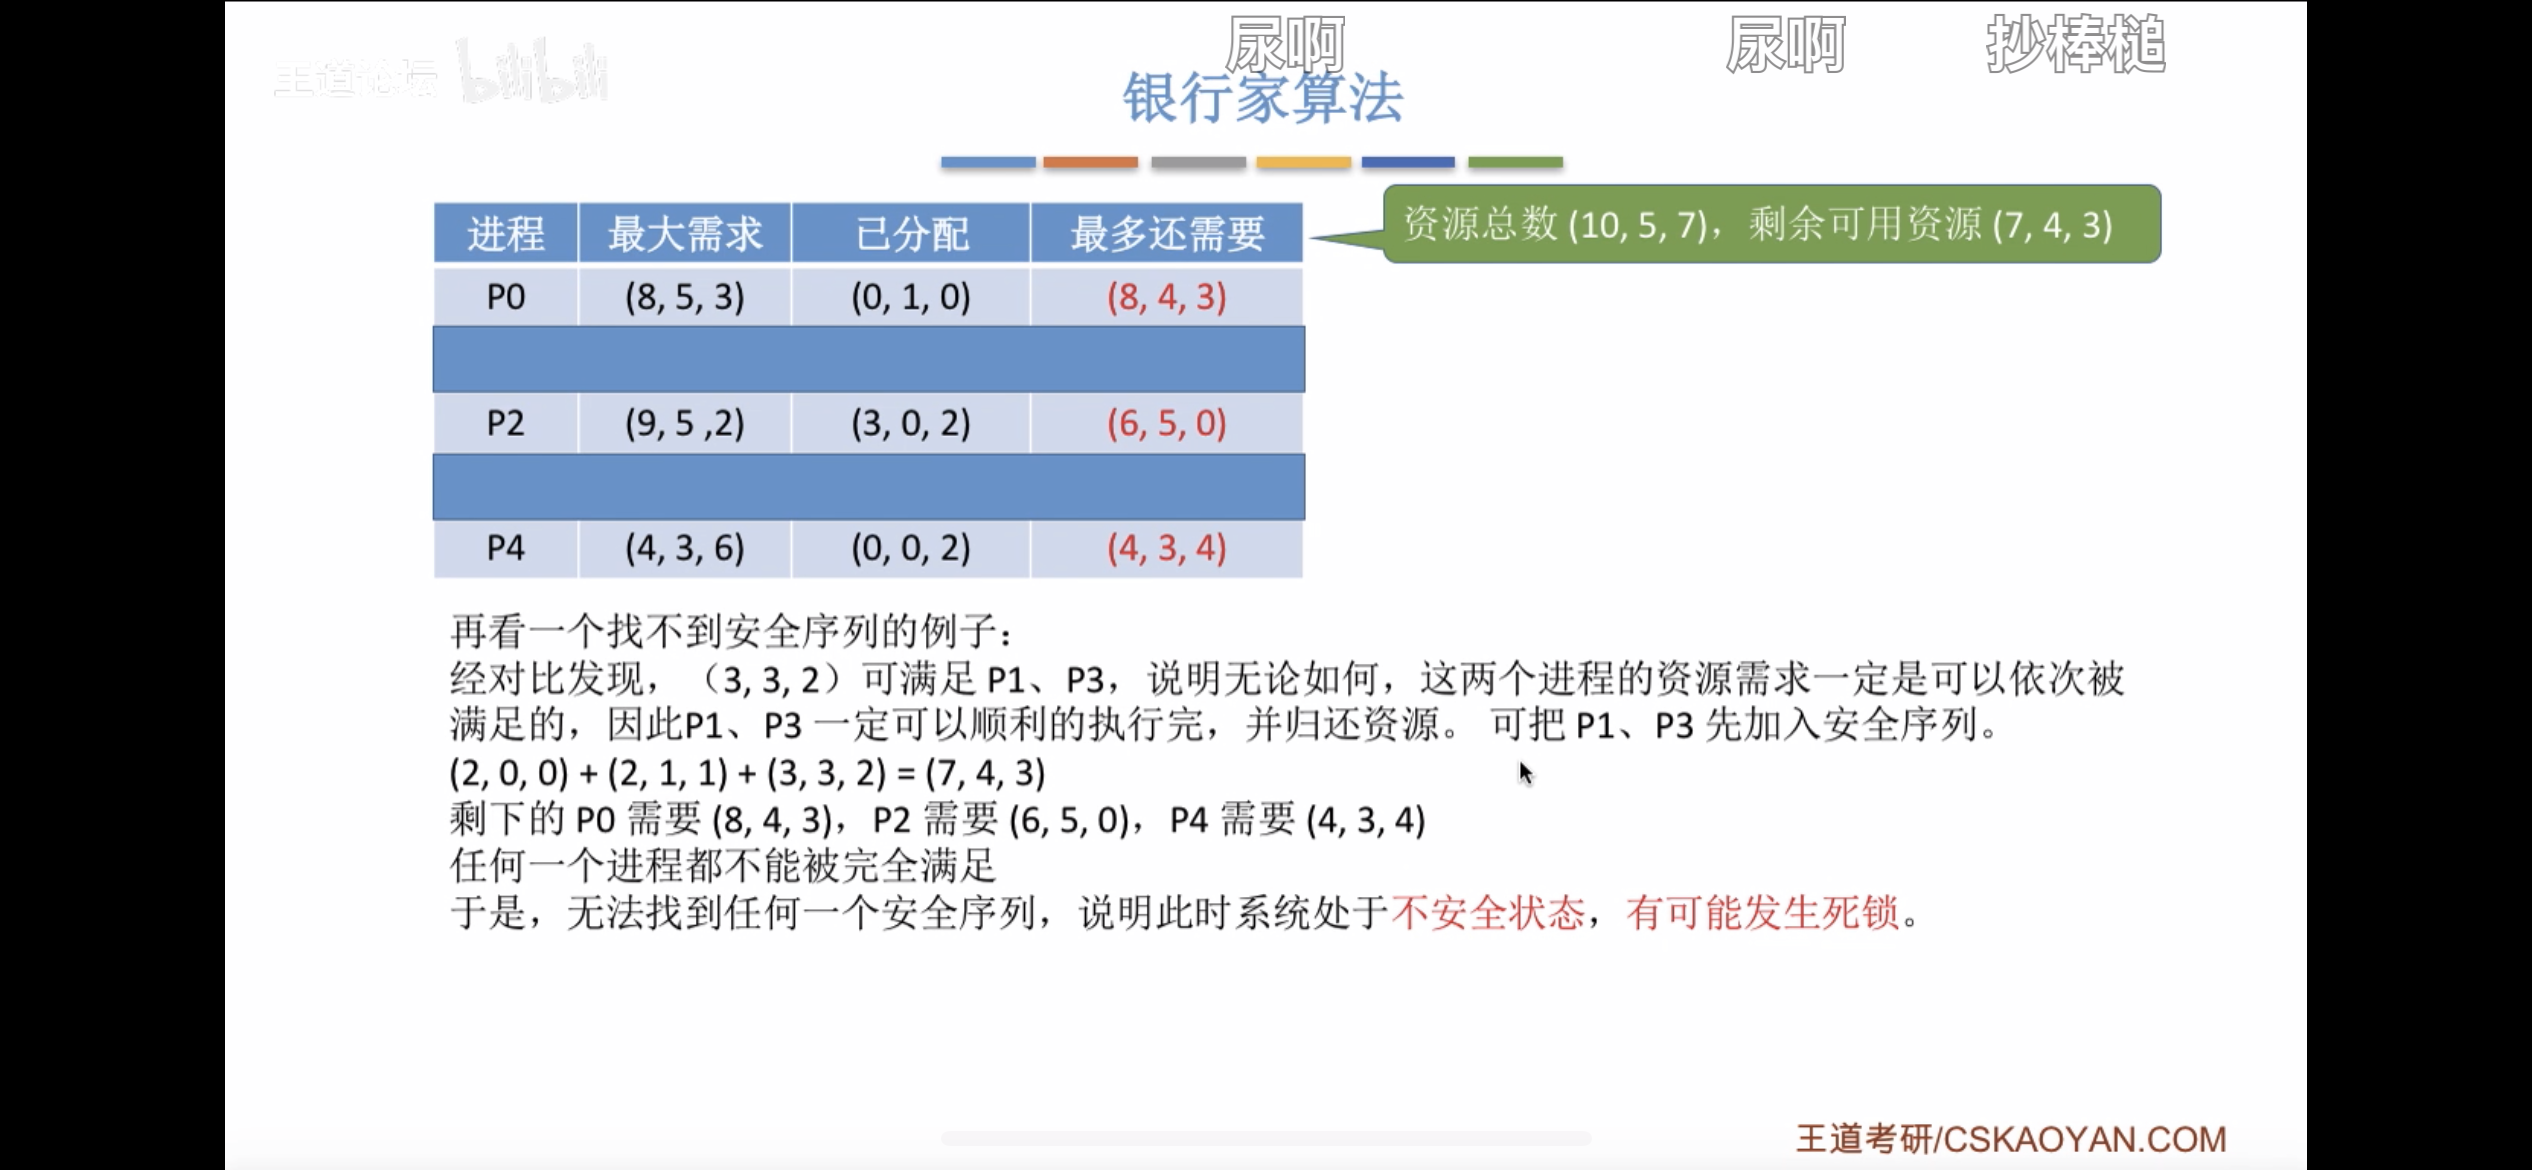 尿啊 尿啊 抄棒槌
王道论坛 bilibili
银行家算法
进程 最大需求 已分配 最多还需要
资源总数 (10, 5, 7)，剩余可用资源 (7, 4, 3)
P0 (8, 5, 3) (0, 1, 0) (8, 4, 3)
P2 (9, 5 ,2) (3, 0, 2) (6, 5, 0)
P4 (4, 3, 6) (0, 0, 2) (4, 3, 4)
再看一个找不到安全序列的例子：
经对比发现，（3, 3, 2）可满足 P1、P3，说明无论如何，这两个进程的资源需求一定是可以依次被
满足的，因此P1、P3 一定可以顺利的执行完，并归还资源。 可把 P1、P3 先加入安全序列。
(2, 0, 0) + (2, 1, 1) + (3, 3, 2) = (7, 4, 3)
剩下的 P0 需要 (8, 4, 3)，P2 需要 (6, 5, 0)，P4 需要 (4, 3, 4)
任何一个进程都不能被完全满足
于是，无法找到任何一个安全序列，说明此时系统处于不安全状态，有可能发生死锁。
王道考研/CSKAOYAN.COM